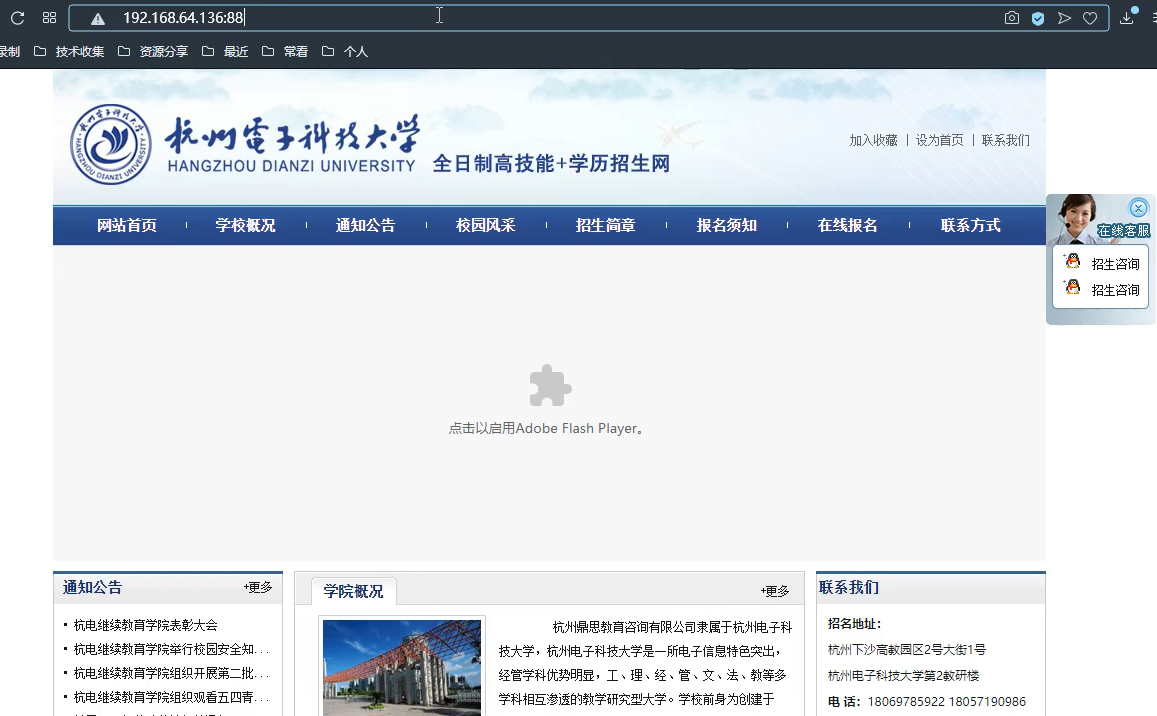 192.168.64.136:88
录制 技术收集 资源分享 最近 常看 个人
杭州电子科技大学
HANGZHOU DIANZI UNIVERSITY
全日制高技能+学历招生网
加入收藏 | 设为首页 | 联系我们
网站首页 学校概况 通知公告 校园风采 招生简章 报名须知 在线报名 联系方式
在线客服
招生咨询
招生咨询
点击以启用Adobe Flash Player。
通知公告 +更多
杭电继续教育学院表彰大会
杭电继续教育学院举行校园安全知...
杭电继续教育学院组织开展第二批...
杭电继续教育学院组织观看五四青...
学院概况 +更多
杭州鼎思教育咨询有限公司隶属于杭州电子科
技大学，杭州电子科技大学是一所电子信息特色突出，
经管学科优势明显，工、理、经、管、文、法、教等多
学科相互渗透的教学研究型大学。学校前身为创建于
联系我们
招名地址：
杭州下沙高教园区2号大街1号
杭州电子科技大学第2教研楼
电 话：18069785922 18057190986